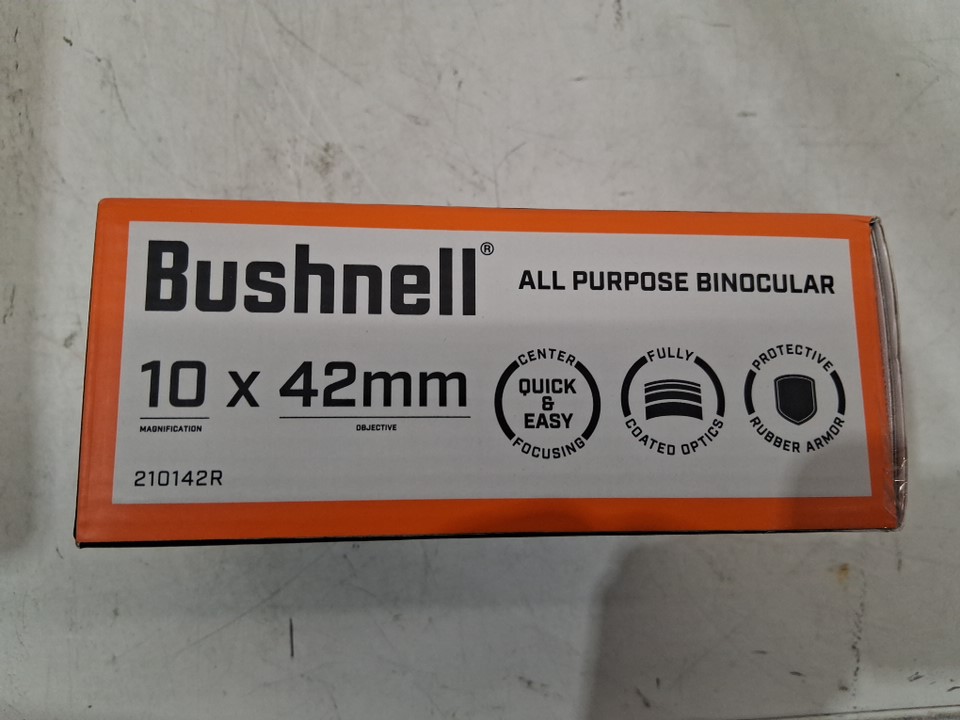 Bushnell®
ALL PURPOSE BINOCULAR
10 x 42mm
MAGNIFICATION
OBJECTIVE
CENTER
QUICK
&
EASY
FOCUSING
FULLY
COATED OPTICS
PROTECTIVE
RUBBER ARMOR
210142R